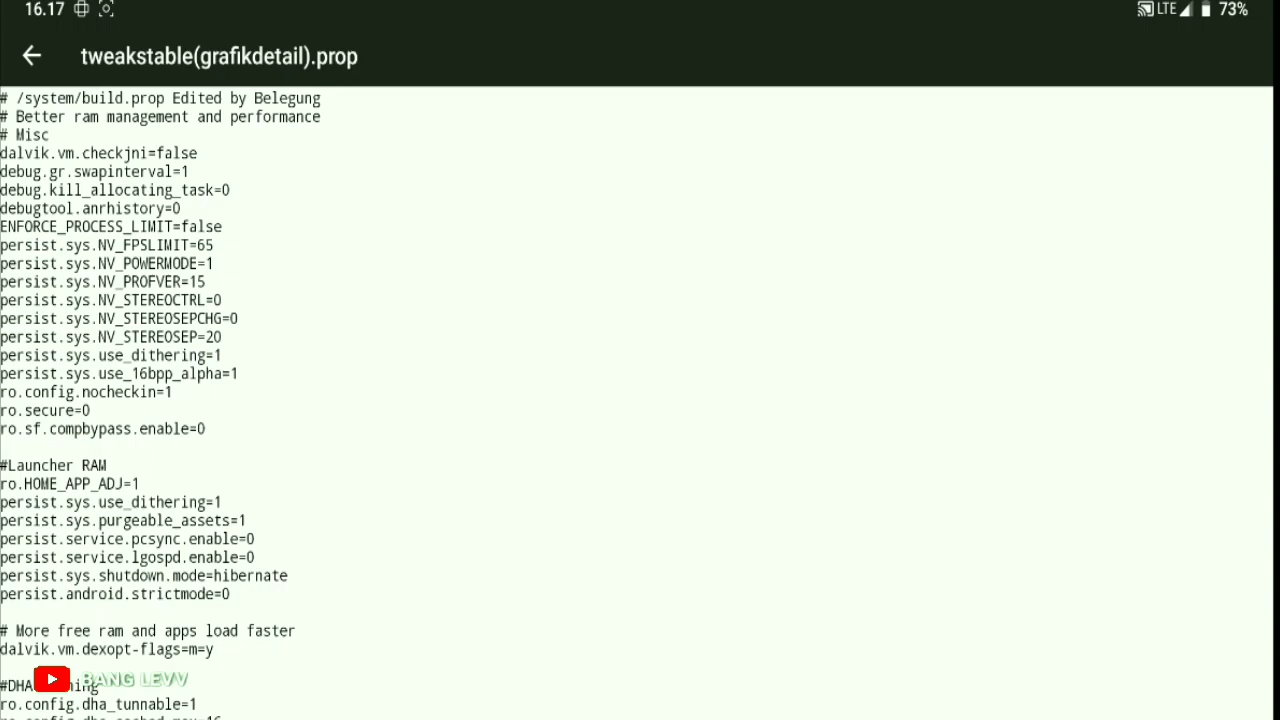 16.17
LTE 73%
tweakstable(grafikdetail).prop
# /system/build.prop Edited by Belegung
# Better ram management and performance
# Misc
dalvik.vm.checkjni=false
debug.gr.swapinterval=1
debug.kill_allocating_task=0
debugtool.anrhistory=0
ENFORCE_PROCESS_LIMIT=false
persist.sys.NV_FPSLIMIT=65
persist.sys.NV_POWERMODE=1
persist.sys.NV_PROFVER=15
persist.sys.NV_STEREOCTRL=0
persist.sys.NV_STEREOSEPCHG=0
persist.sys.NV_STEREOSEP=20
persist.sys.use_dithering=1
persist.sys.use_16bpp_alpha=1
ro.config.nocheckin=1
ro.secure=0
ro.sf.compbypass.enable=0
#Launcher RAM
ro.HOME_APP_ADJ=1
persist.sys.use_dithering=1
persist.sys.purgeable_assets=1
persist.service.pcsync.enable=0
persist.service.lgospd.enable=0
persist.sys.shutdown.mode=hibernate
persist.android.strictmode=0
# More free ram and apps load faster
dalvik.vm.dexopt-flags=m=y
#DHA
BANG LEVV
ro.config.dha_tunnable=1